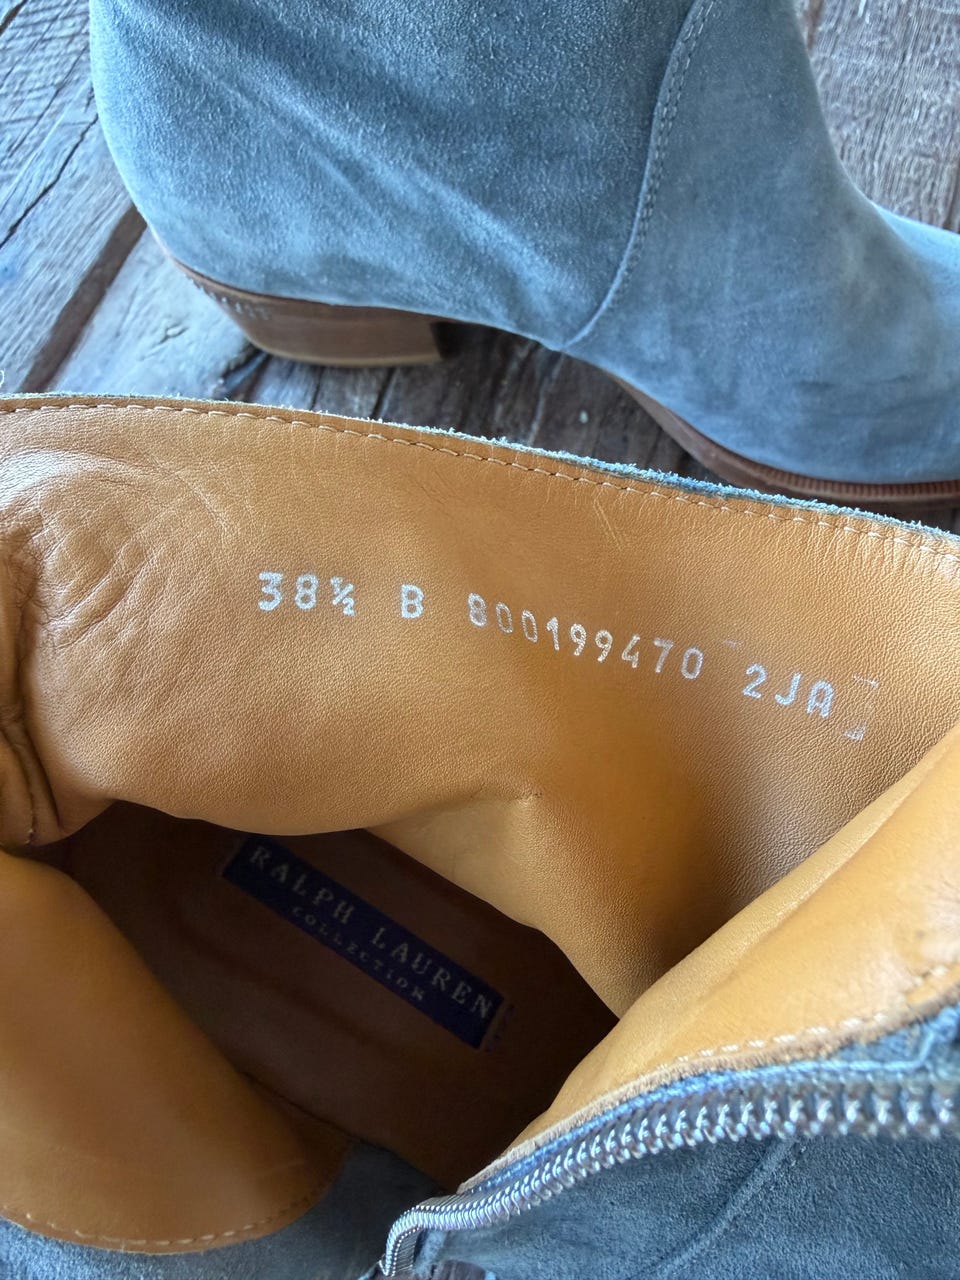 38½ B 800199470 2JA
RALPH LAUREN
COLLECTION